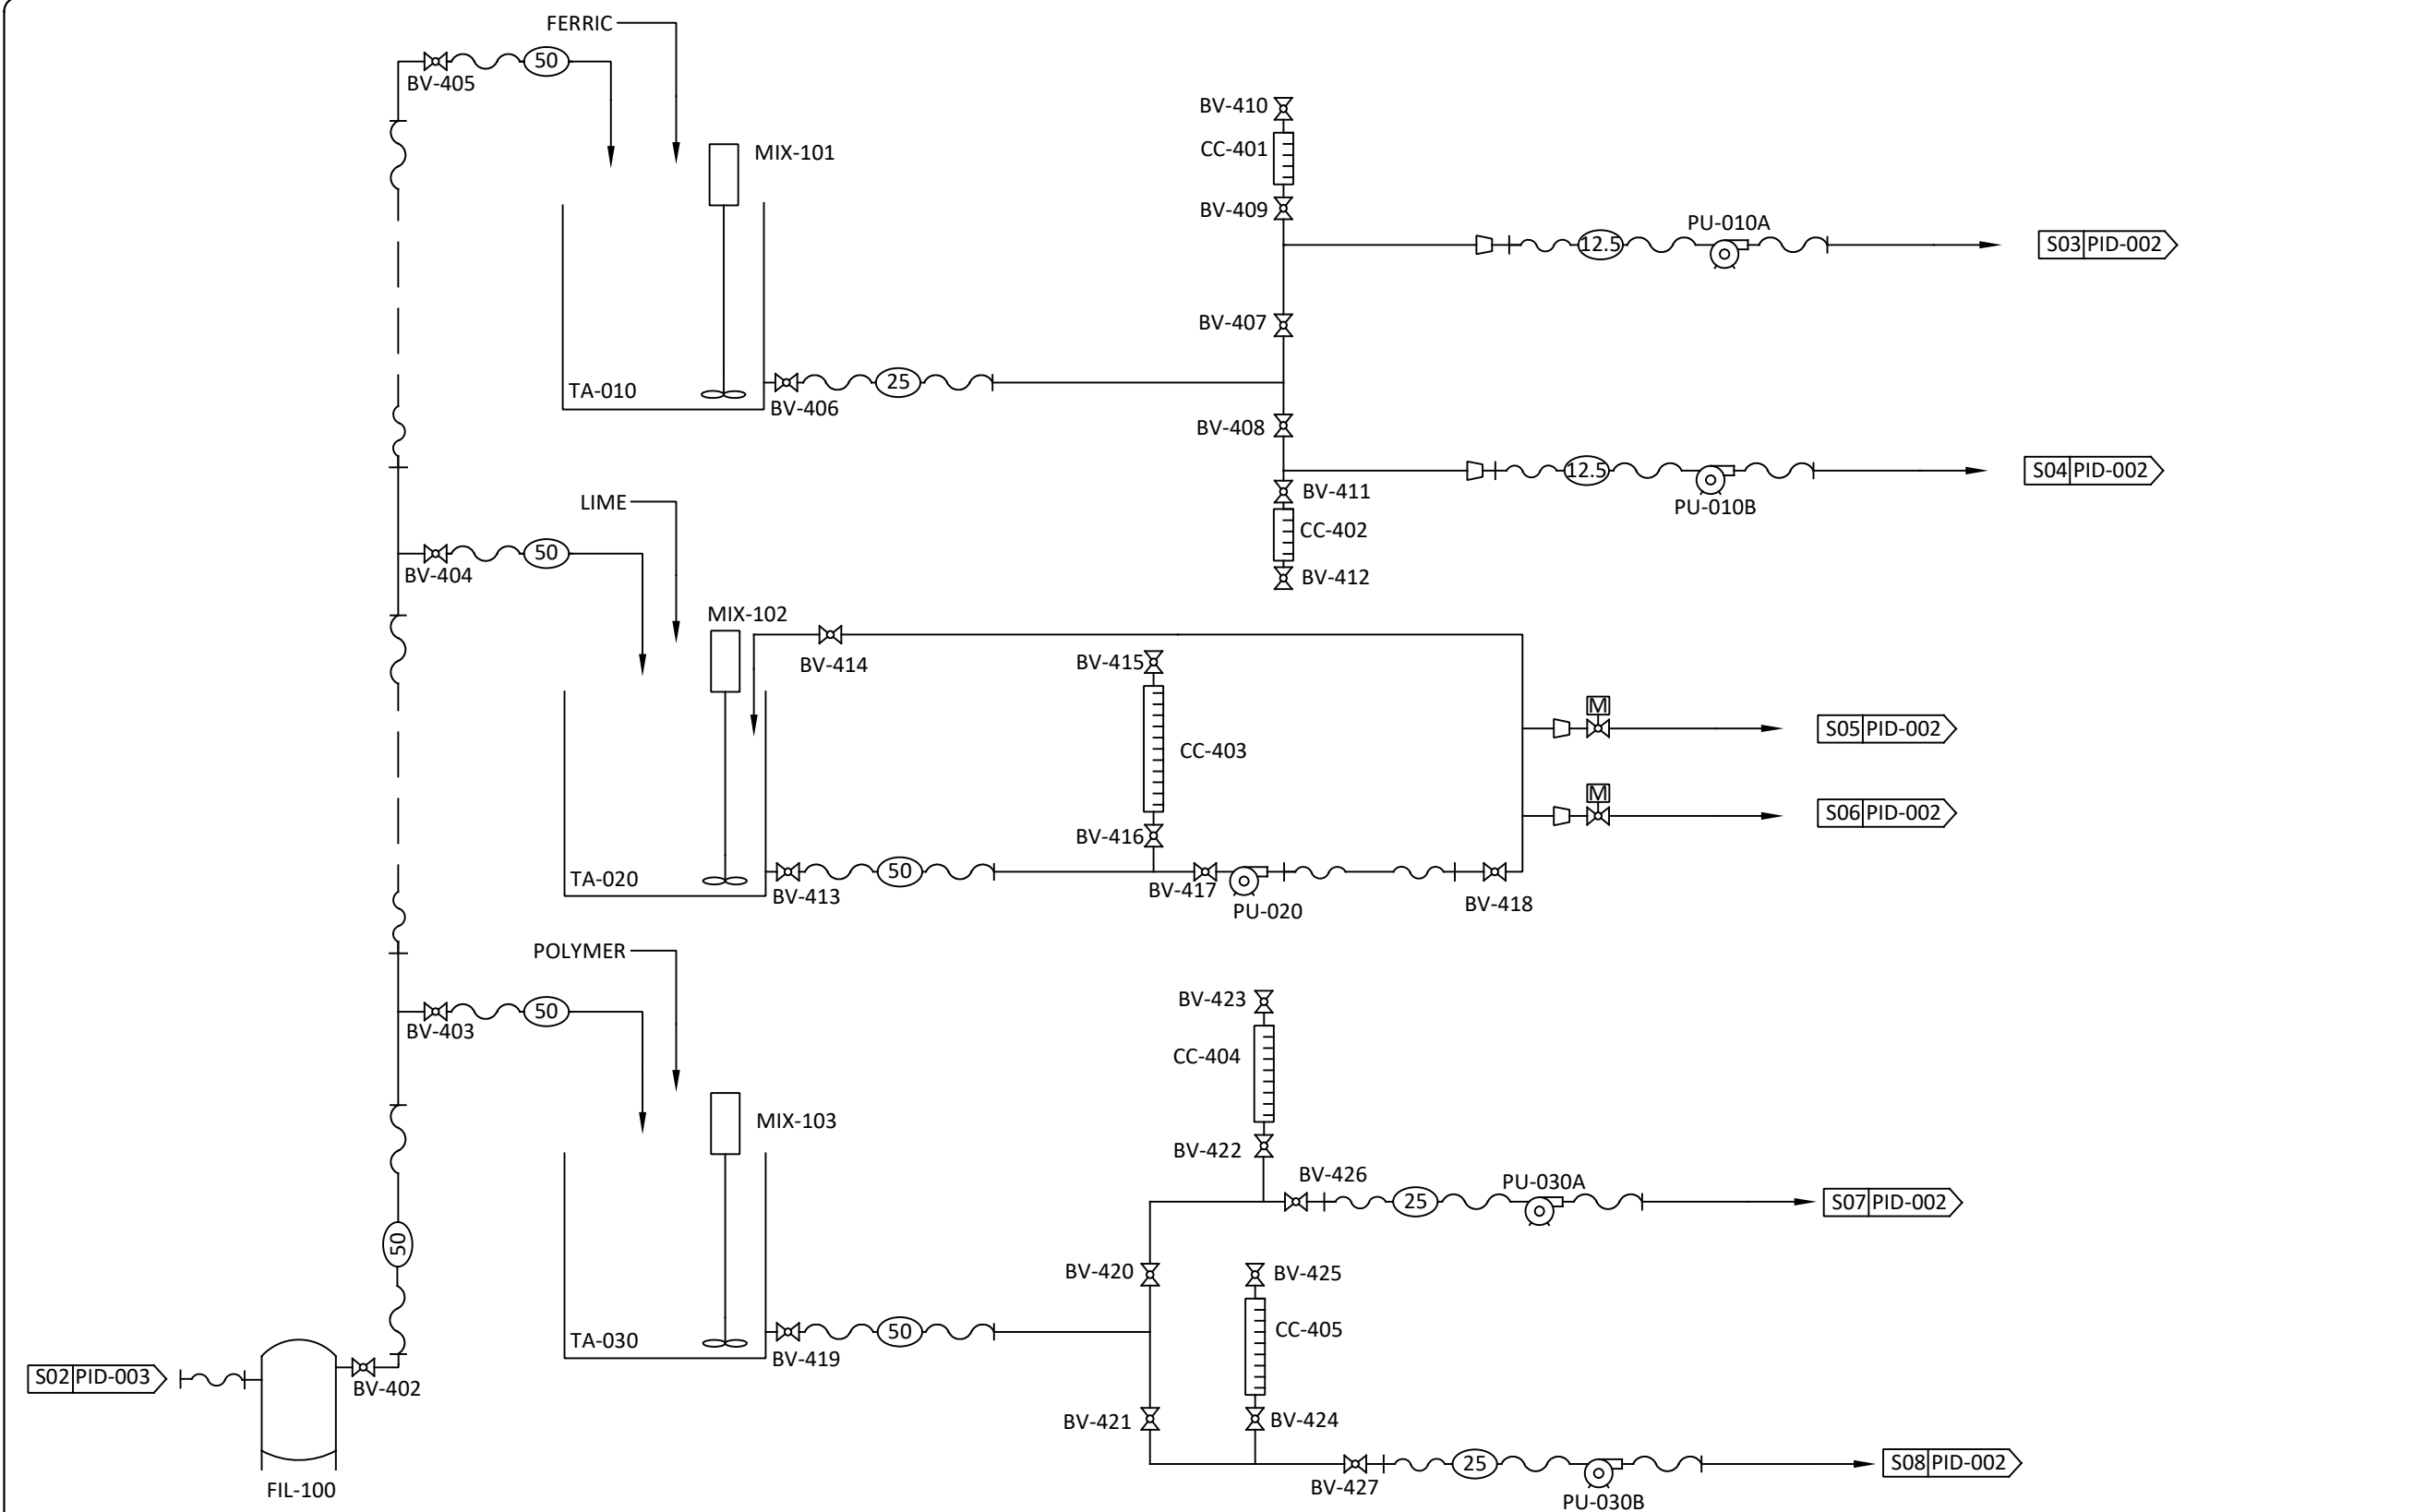 FERRIC
50
BV-405
MIX-101
TA-010
BV-406
25
BV-410
CC-401
BV-409
BV-407
BV-408
BV-411
CC-402
BV-412
12.5
PU-010A
S03 PID-002
12.5
PU-010B
S04 PID-002
LIME
50
BV-404
MIX-102
BV-414
BV-415
CC-403
BV-416
TA-020
BV-413
50
BV-417
PU-020
BV-418
M
S05 PID-002
M
S06 PID-002
POLYMER
50
BV-403
MIX-103
TA-030
BV-419
50
BV-423
CC-404
BV-422
BV-426
25
PU-030A
S07 PID-002
BV-420
BV-425
CC-405
BV-421
BV-424
BV-427
25
PU-030B
S08 PID-002
50
S02 PID-003
BV-402
FIL-100